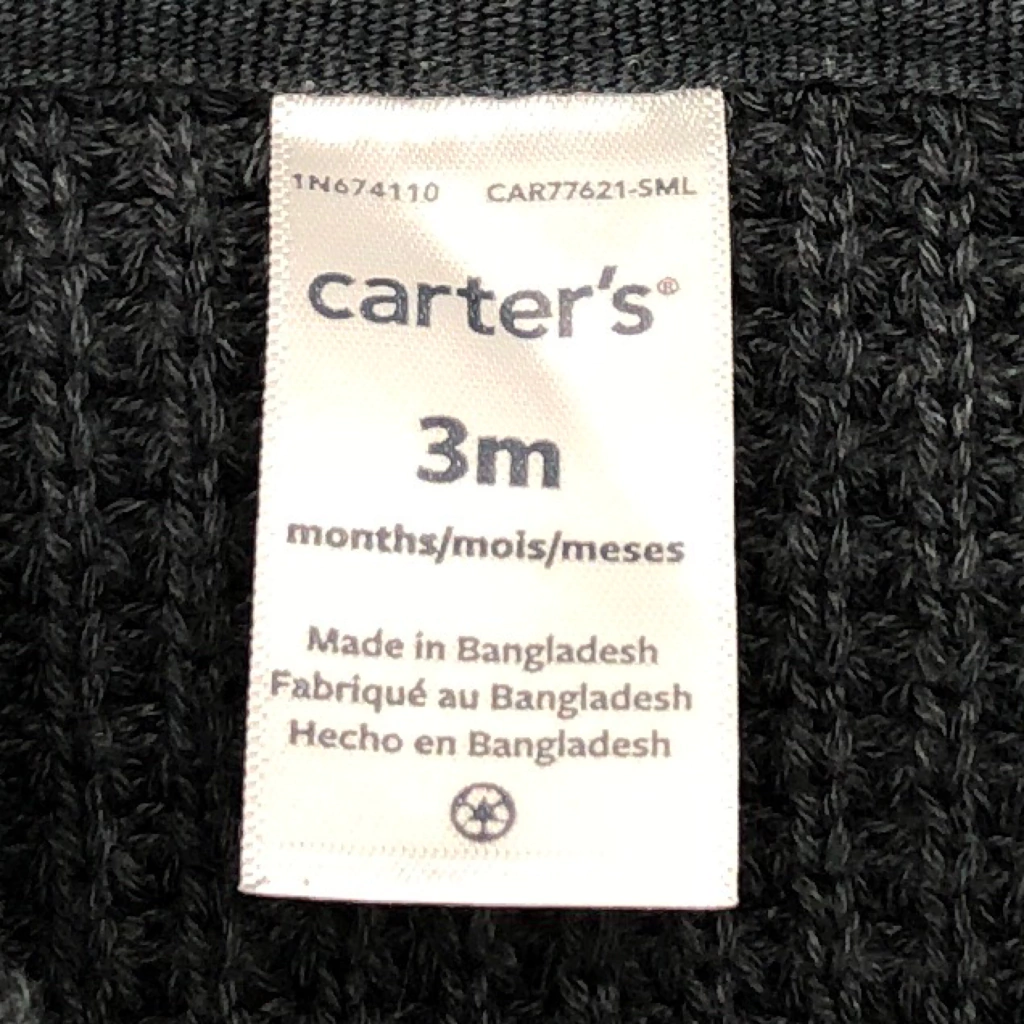 1N674110 CAR77621-SML
carter's®
3m
months/mois/meses
Made in Bangladesh
Fabriqué au Bangladesh
Hecho en Bangladesh